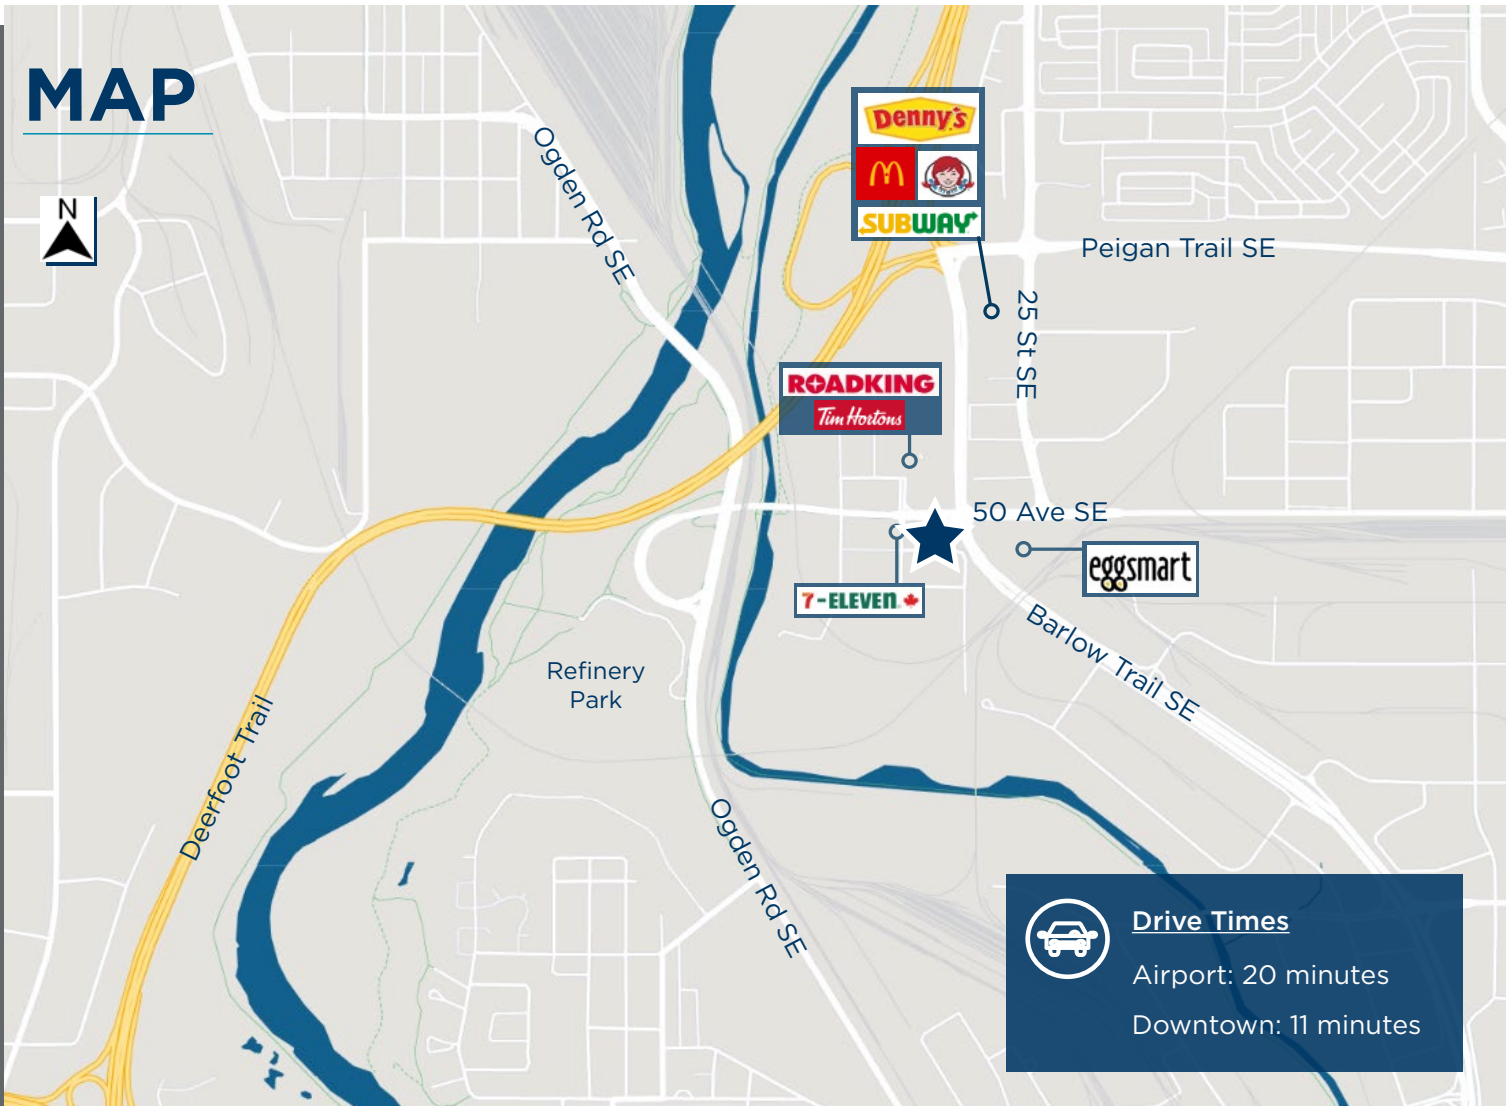 MAP
N
Ogden Rd SE
Denny's
SUBWAY
Peigan Trail SE
25 St SE
ROADKING
Tim Hortons
50 Ave SE
eggsmart
7-ELEVEN
Barlow Trail SE
Refinery
Park
Deerfoot Trail
Ogden Rd SE
Drive Times
Airport: 20 minutes
Downtown: 11 minutes